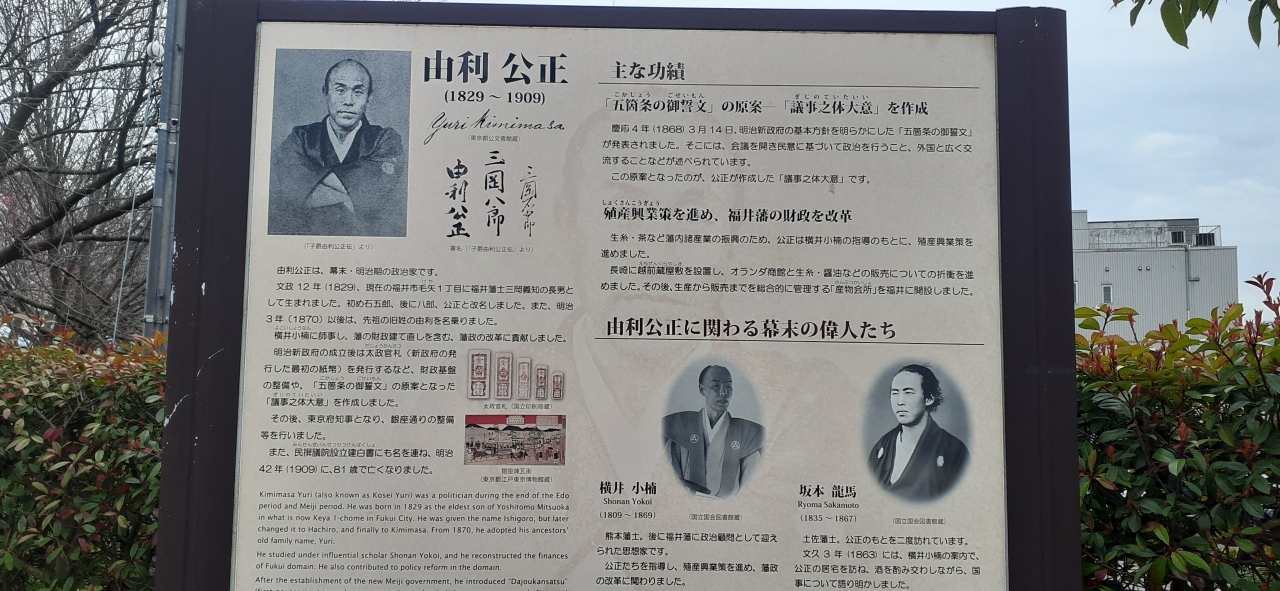 由利 公正
(1829 ~ 1909)
Yuri Kimimasa
(東京都公文書館蔵)
由利公正
三岡八郎
三岡石五郎
(「子爵由利公正伝」より)
署名(「子爵由利公正伝」より)
由利公正は、幕末・明治期の政治家です。
文政12年(1829)、現在の福井市毛矢1丁目に福井藩士三岡義知の長男と
して生まれました。初め石五郎、後に八郎、公正と改名しました。また、明治
3年(1870)以後は、先祖の旧姓の由利を名乗りました。
横井小楠に師事し、藩の財政建て直しを含む、藩政の改革に貢献しました。
明治新政府の成立後は太政官札(新政府の発
行した最初の紙幣)を発行するなど、財政基盤
の整備や、「五箇条の御誓文」の原案となった
「議事之体大意」を作成しました。
その後、東京府知事となり、銀座通りの整備
等を行いました。
また、民撰議院設立建白書にも名を連ね、明治
42年(1909)に、81歳で亡くなりました。
太政官札(国立印刷局蔵)
銀座煉瓦街
(東京都江戸東京博物館蔵)
Kimimasa Yuri (also known as Kosei Yuri) was a politician during the end of the Edo
period and Meiji period. He was born in 1829 as the eldest son of Yoshitomo Mitsuoka
in what is now Keya 1-chome in Fukui City. He was given the name Ishigoro, but later
changed it to Hachiro, and finally to Kimimasa. From 1870, he adopted his ancestors'
old family name, Yuri.
He studied under influential scholar Shonan Yokoi, and he reconstructed the finances
of Fukui domain. He also contributed to policy reform in the domain.
After the establishment of the new Meiji government, he introduced "Dajoukansatsu"
主な功績
「五箇条の御誓文」の原案―「議事之体大意」を作成
慶応4年(1868)3月14日、明治新政府の基本方針を明らかにした「五箇条の御誓文」
が発表されました。そこには、会議を開き民意に基づいて政治を行うこと、外国と広く交
流することなどが述べられています。
この原案となったのが、公正が作成した「議事之体大意」です。
殖産興業策を進め、福井藩の財政を改革
生糸・茶など藩内諸産業の振興のため、公正は横井小楠の指導のもとに、殖産興業策を
進めました。
長崎に越前蔵屋敷を設置し、オランダ商館と生糸・醤油などの販売についての折衝を進
めました。その後、生産から販売までを総合的に管理する「産物会所」を福井に開設しました。
由利公正に関わる幕末の偉人たち
横井 小楠
Shonan Yokoi
(1809~1869)
(国立国会図書館蔵)
熊本藩士。後に福井藩に政治顧問として迎え
られた思想家です。
公正たちを指導し、殖産興業策を進め、藩政
の改革に関わりました。
坂本 龍馬
Ryoma Sakamoto
(1835~1867)
(国立国会図書館蔵)
土佐藩士。公正のもとを二度訪れています。
文久3年(1863)には、横井小楠の案内で、
公正の居宅を訪ね、酒を酌み交わしながら、国
事について語り明かしました。